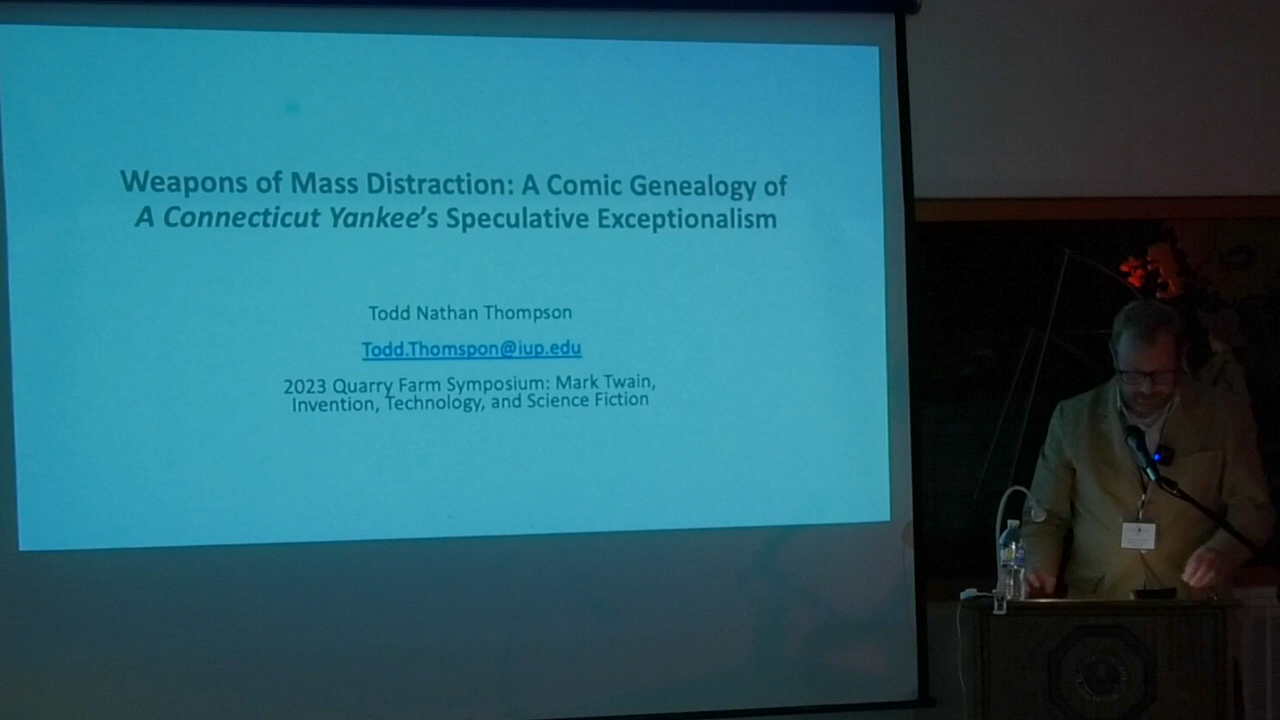 Weapons of Mass Distraction: A Comic Genealogy of
A Connecticut Yankee's Speculative Exceptionalism
Todd Nathan Thompson
Todd.Thomspon@iup.edu
2023 Quarry Farm Symposium: Mark Twain,
Invention, Technology, and Science Fiction